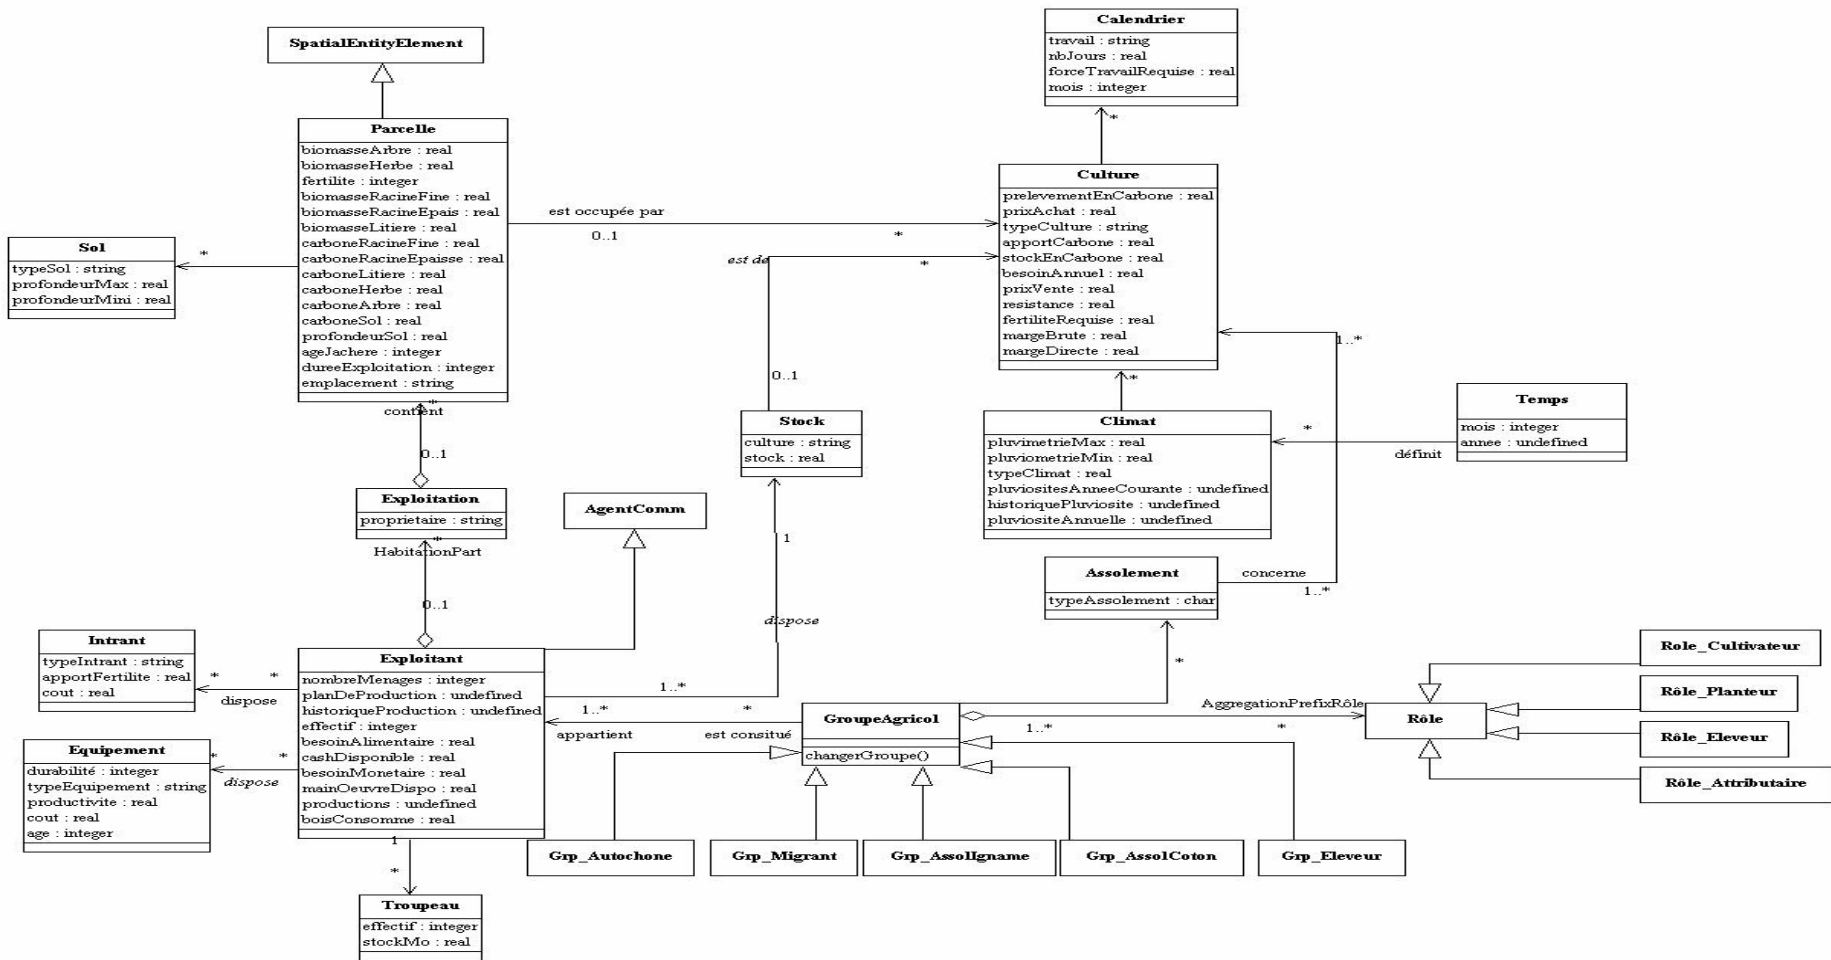 SpatialEntityElement
Parcelle
biomasseArbre : real
biomasseHerbe : real
fertilite : integer
biomasseRacineFine : real
biomasseRacineEpais : real
biomasseLitiere : real
carboneRacineFine : real
carboneRacineEpaisse : real
carboneLitiere : real
carboneHerbe : real
carboneArbre : real
carboneSol : real
profondeurSol : real
ageJachere : integer
dureeExploitation : integer
emplacement : string
Sol
typeSol : string
profondeurMax : real
profondeurMini : real
*
est occupée par
0..1
*
Calendrier
travail : string
nbJours : real
forceTravailRequise : real
mois : integer
*
Culture
prelevementEnCarbone : real
prixAchat : real
typeCulture : string
apportCarbone : real
stockEnCarbone : real
besoinAnnuel : real
prixVente : real
resistance : real
fertiliteRequise : real
margeBrute : real
margeDirecte : real
est de
*
0..1
1..*
*
contient
*
0..1
Stock
culture : string
stock : real
Climat
pluvimetrieMax : real
pluviometrieMin : real
typeClimat : real
pluviositesAnneeCourante : undefined
historiquePluviosite : undefined
pluviositeAnnuelle : undefined
*
définit
Temps
mois : integer
annee : undefined
Exploitation
proprietaire : string
*
HabitationPart
0..1
AgentComm
1
dispose
1..*
Assolement
typeAssolement : char
concerne
1..*
*
Intrant
typeIntrant : string
apportFertilite : real
cout : real
* *
dispose
Equipement
durabilité : integer
typeEquipement : string
productivite : real
cout : real
age : integer
* *
dispose
Exploitant
nombreMenages : integer
planDeProduction : undefined
historiqueProduction : undefined
effectif : integer
besoinAlimentaire : real
cashDisponible : real
besoinMonetaire : real
mainOeuvreDispo : real
productions : undefined
boisConsomme : real
1
*
Troupeau
effectif : integer
stockMo : real
1..* *
appartient est consitué
GroupeAgricol
changerGroupe()
AggregationPrefixRôle
1..* *
Rôle
Role_Cultivateur
Rôle_Planteur
Rôle_Eleveur
Rôle_Attributaire
Grp_Autochone
Grp_Migrant
Grp_AssolIgname
Grp_AssolCoton
Grp_Eleveur